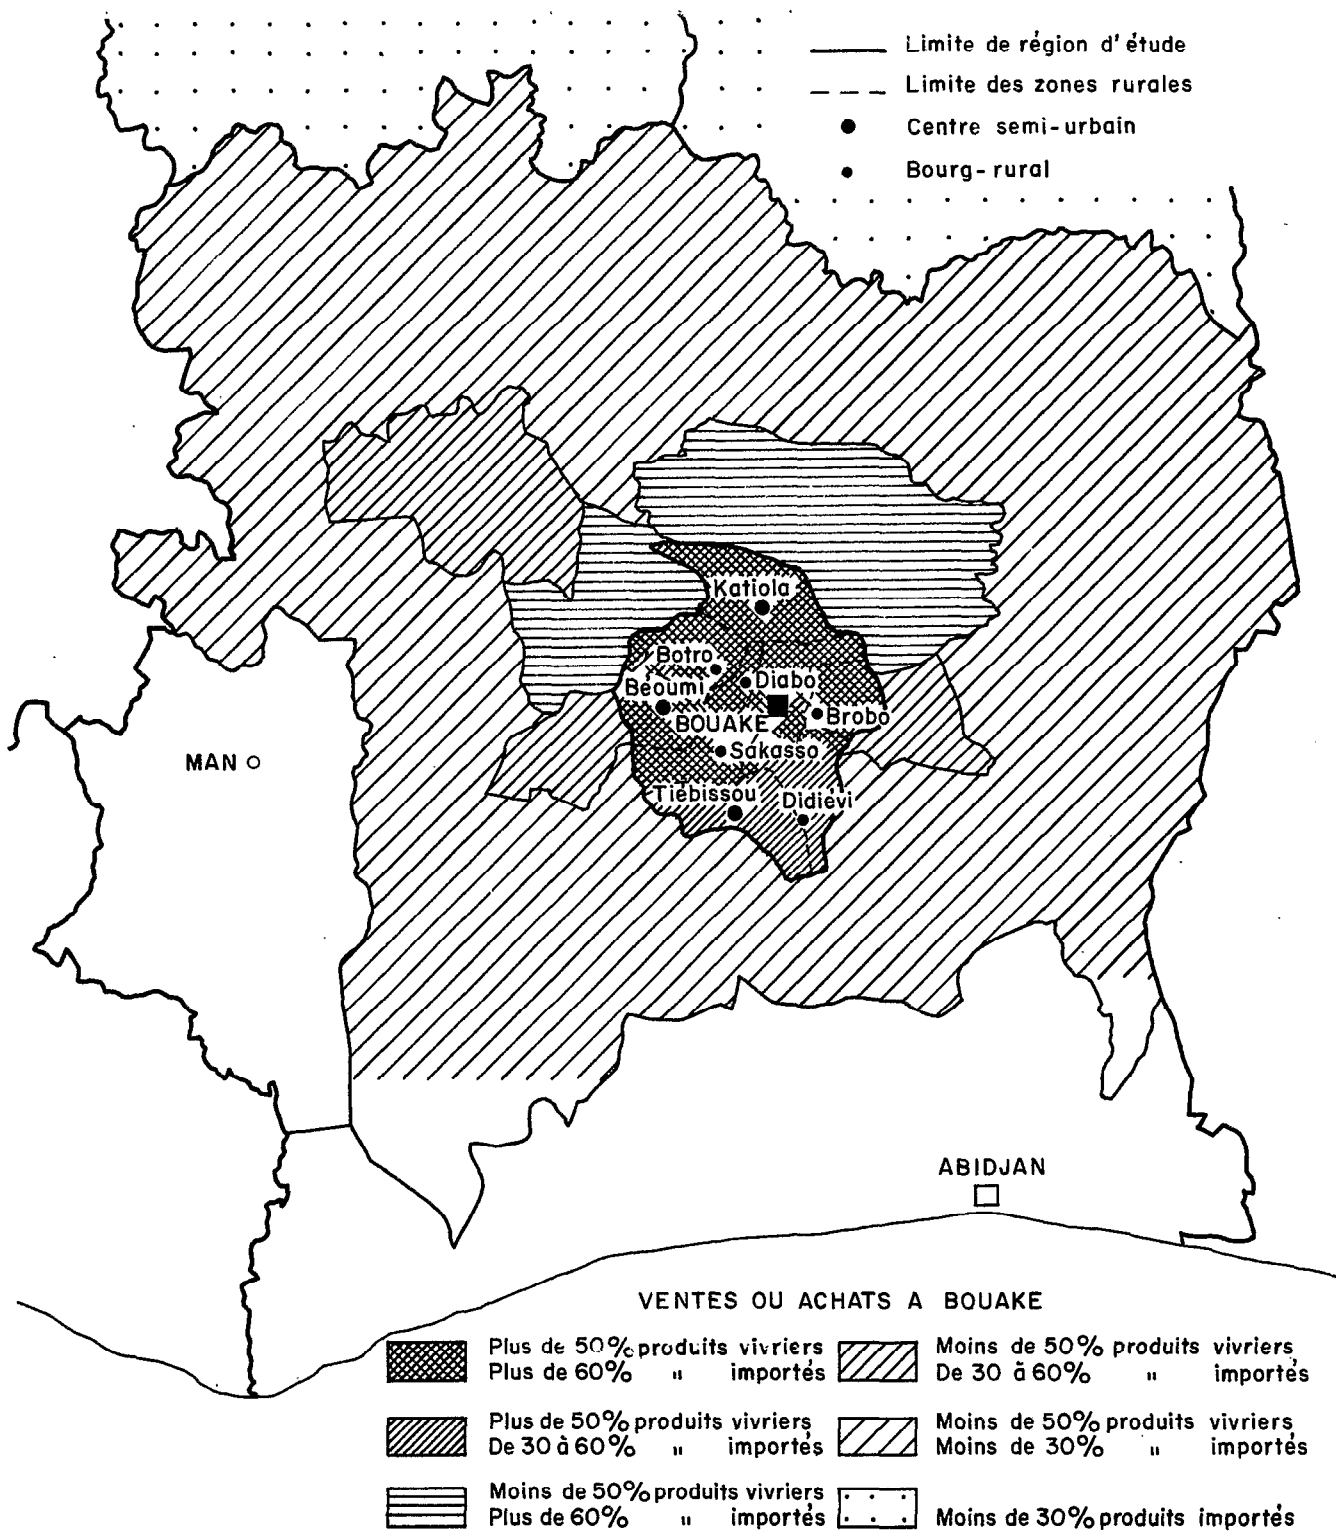 Limite de région d'étude
Limite des zones rurales
Centre semi-urbain
Bourg-rural
Katiola
Botro
Diabo
Béoumi
BOUAKE
Brobo
MAN
Sakasso
Tiébissou
Didiévi
ABIDJAN
VENTES OU ACHATS A BOUAKE
Plus de 50% produits vivriers
Plus de 60% " importés
Moins de 50% produits vivriers
De 30 à 60% " importés
Plus de 50% produits vivriers
De 30 à 60% " importés
Moins de 50% produits vivriers
Moins de 30% " importés
Moins de 50% produits vivriers
Plus de 60% " importés
Moins de 30% produits importés